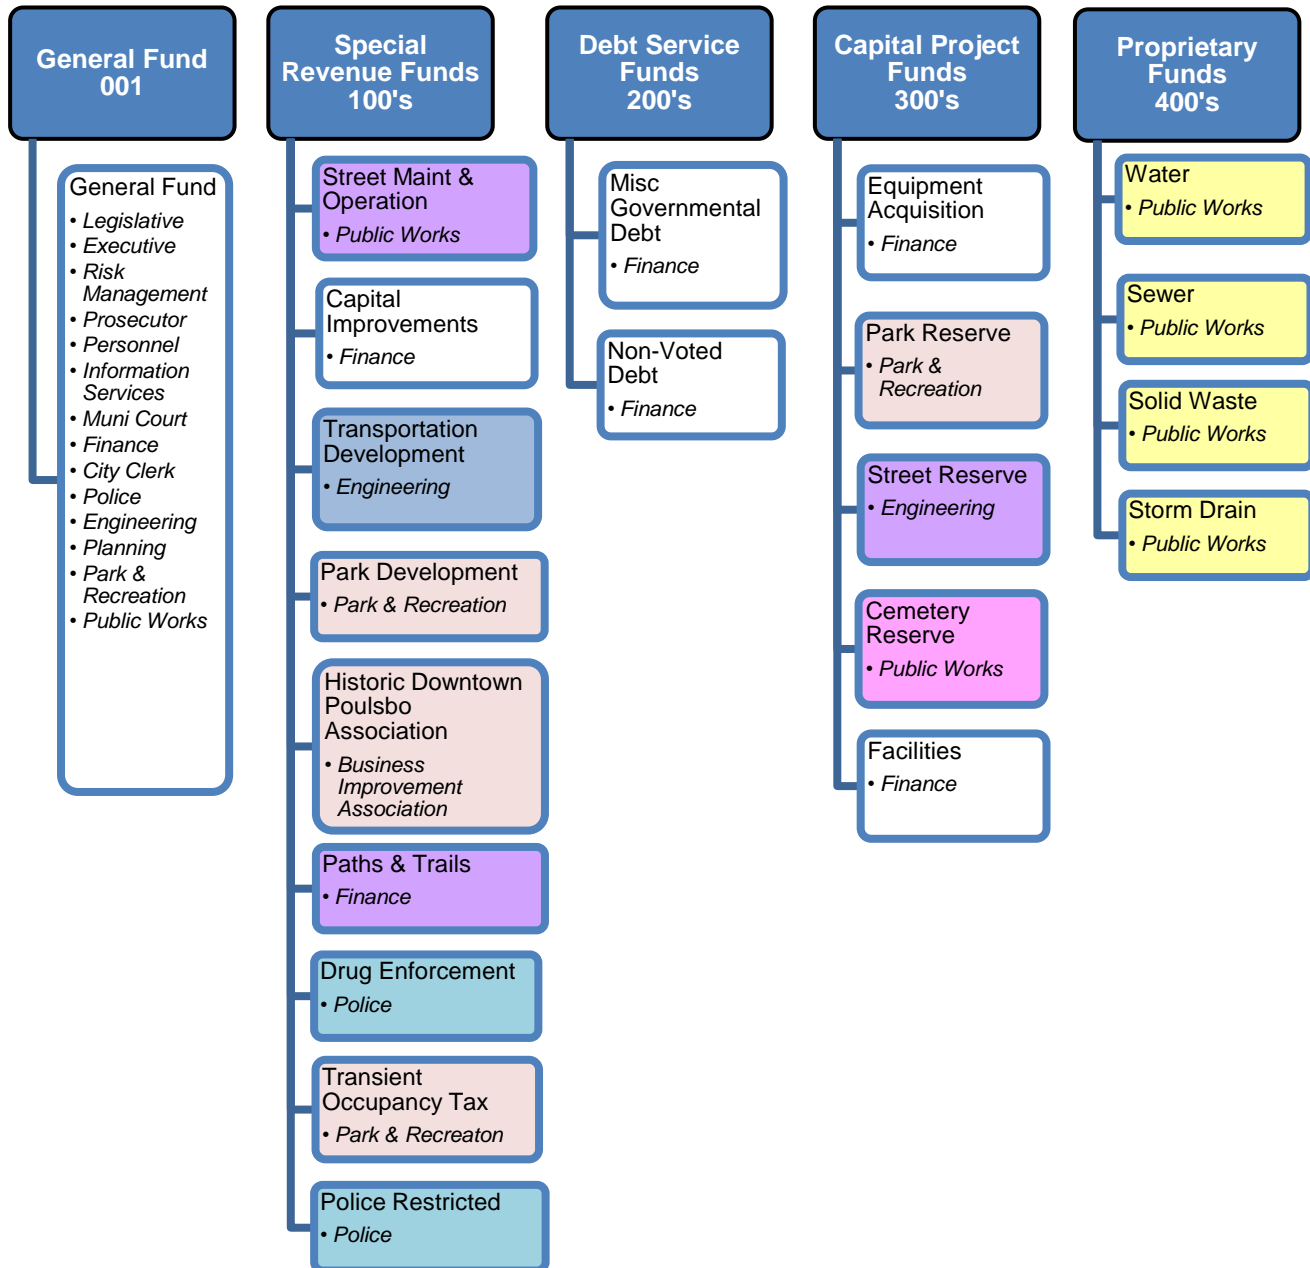 General Fund
001
General Fund
• Legislative
• Executive
• Risk
Management
• Prosecutor
• Personnel
• Information
Services
• Muni Court
• Finance
• City Clerk
• Police
• Engineering
• Planning
• Park &
Recreation
• Public Works
Special
Revenue Funds
100's
Street Maint &
Operation
• Public Works
Capital
Improvements
• Finance
Transportation
Development
• Engineering
Park Development
• Park & Recreation
Historic Downtown
Poulsbo
Association
• Business
Improvement
Association
Paths & Trails
• Finance
Drug Enforcement
• Police
Transient
Occupancy Tax
• Park & Recreaton
Police Restricted
• Police
Debt Service
Funds
200's
Misc
Governmental
Debt
• Finance
Non-Voted
Debt
• Finance
Capital Project
Funds
300's
Equipment
Acquisition
• Finance
Park Reserve
• Park &
Recreation
Street Reserve
• Engineering
Cemetery
Reserve
• Public Works
Facilities
• Finance
Proprietary
Funds
400's
Water
• Public Works
Sewer
• Public Works
Solid Waste
• Public Works
Storm Drain
• Public Works